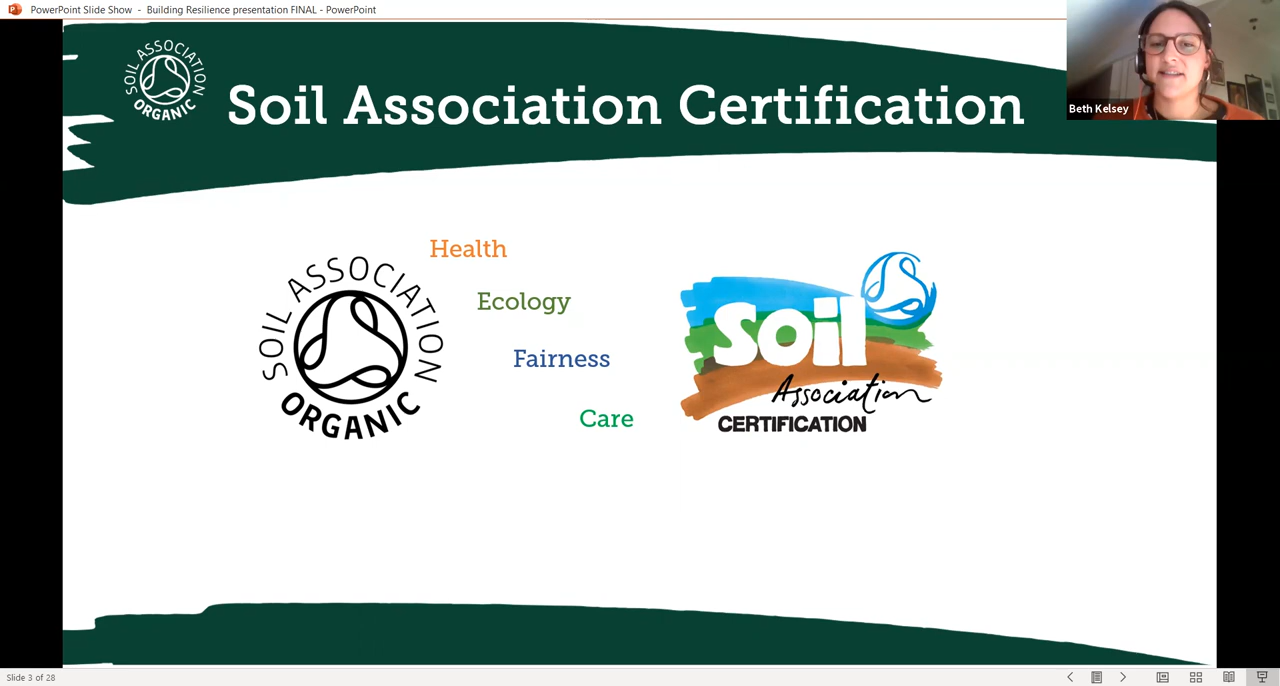 PowerPoint Slide Show - Building Resilience presentation FINAL - PowerPoint
Beth Kelsey
SOIL ASSOCIATION
ORGANIC
Soil Association Certification
SOIL ASSOCIATION
ORGANIC
Health
Ecology
Fairness
Care
Soil
Association
CERTIFICATION
Slide 3 of 28